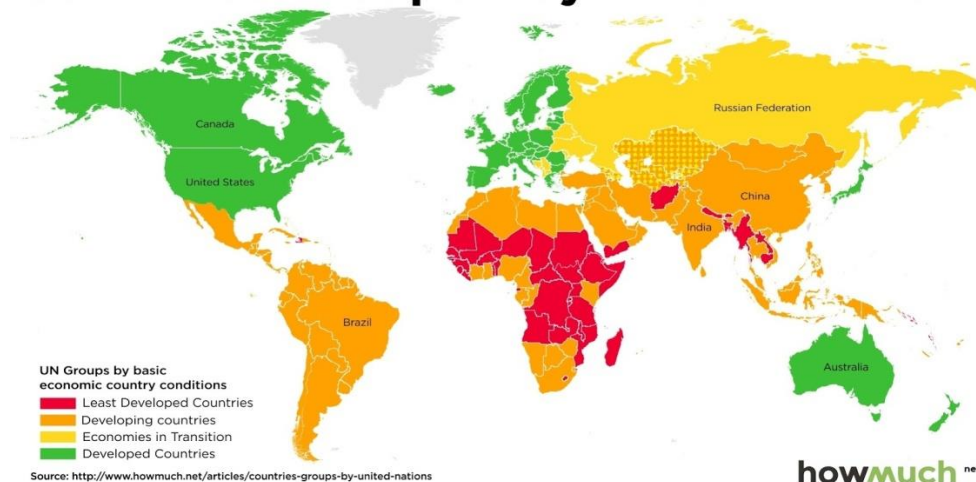 Canada
Russian Federation
United States
China
India
Brazil
Australia
UN Groups by basic
economic country conditions
Least Developed Countries
Developing countries
Economies in Transition
Developed Countries
Source: http://www.howmuch.net/articles/countries-groups-by-united-nations
howmuch net